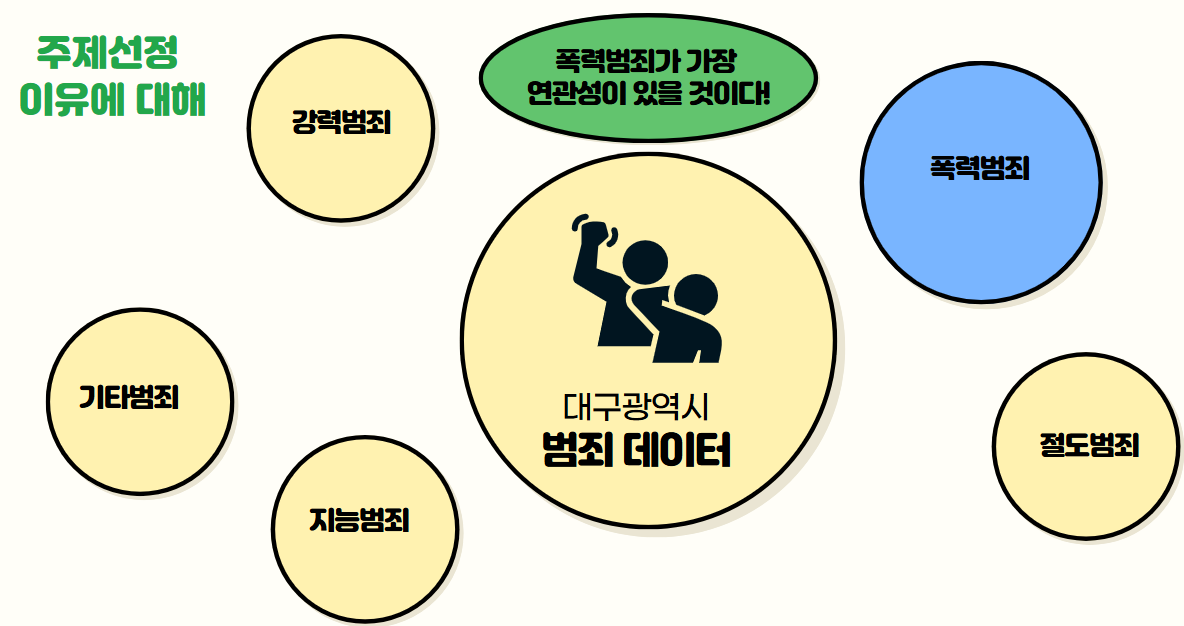 주제선정
이유에 대해
강력범죄
폭력범죄가 가장
연관성이 있을 것이다!
폭력범죄
대구광역시
범죄 데이터
기타범죄
지능범죄
절도범죄